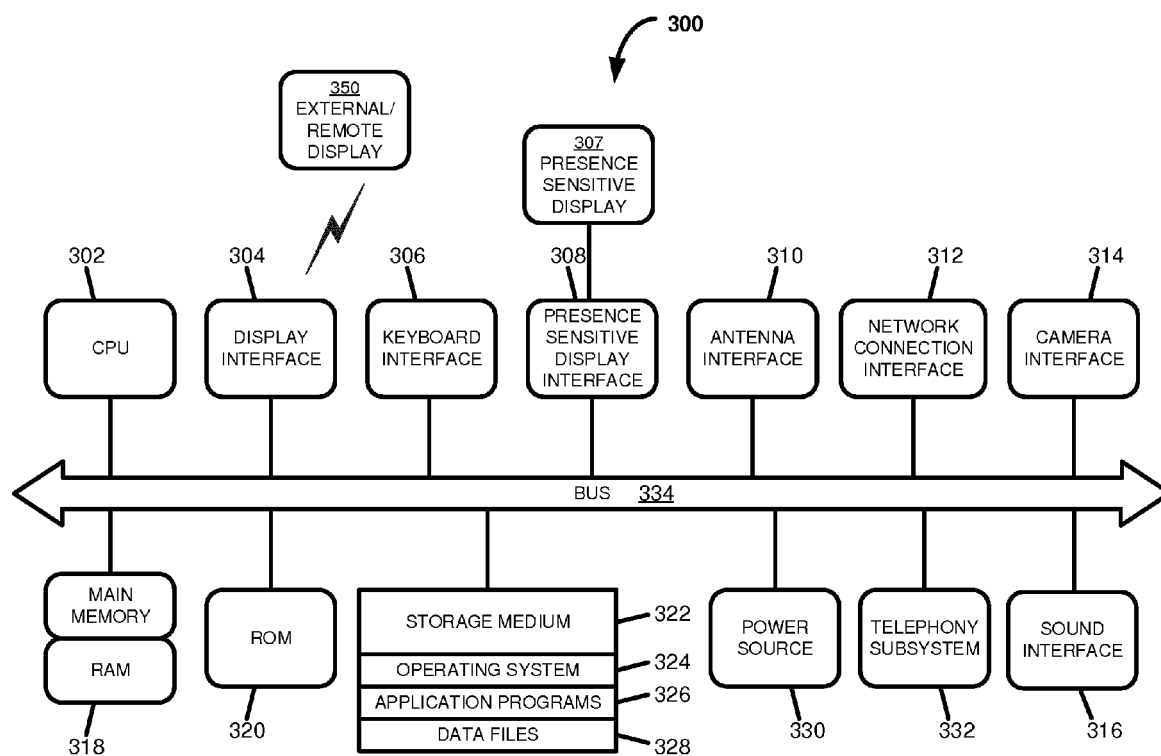 300
350
EXTERNAL/
REMOTE
DISPLAY
307
PRESENCE
SENSITIVE
DISPLAY
302
304
306
308
310
312
314
CPU
DISPLAY
INTERFACE
KEYBOARD
INTERFACE
PRESENCE
SENSITIVE
DISPLAY
INTERFACE
ANTENNA
INTERFACE
NETWORK
CONNECTION
INTERFACE
CAMERA
INTERFACE
BUS 334
MAIN
MEMORY
RAM
318
ROM
320
STORAGE MEDIUM
322
OPERATING SYSTEM
324
APPLICATION PROGRAMS
326
DATA FILES
328
POWER
SOURCE
330
TELEPHONY
SUBSYSTEM
332
SOUND
INTERFACE
316